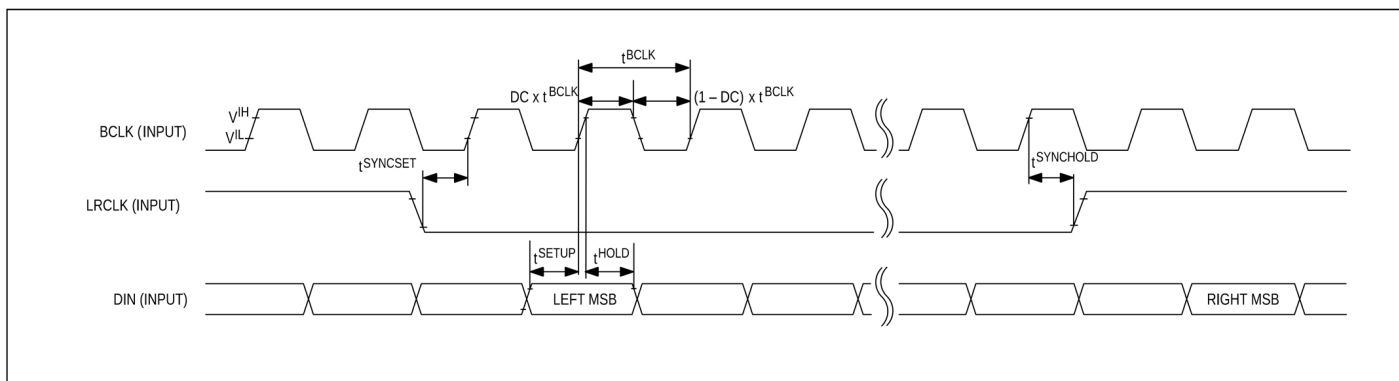 tBCLK
DC x tBCLK
(1 – DC) x tBCLK
VIH
BCLK (INPUT)
VIL
tSYNCSET
tSYNCHOLD
LRCLK (INPUT)
tSETUP
tHOLD
DIN (INPUT)
LEFT MSB
RIGHT MSB